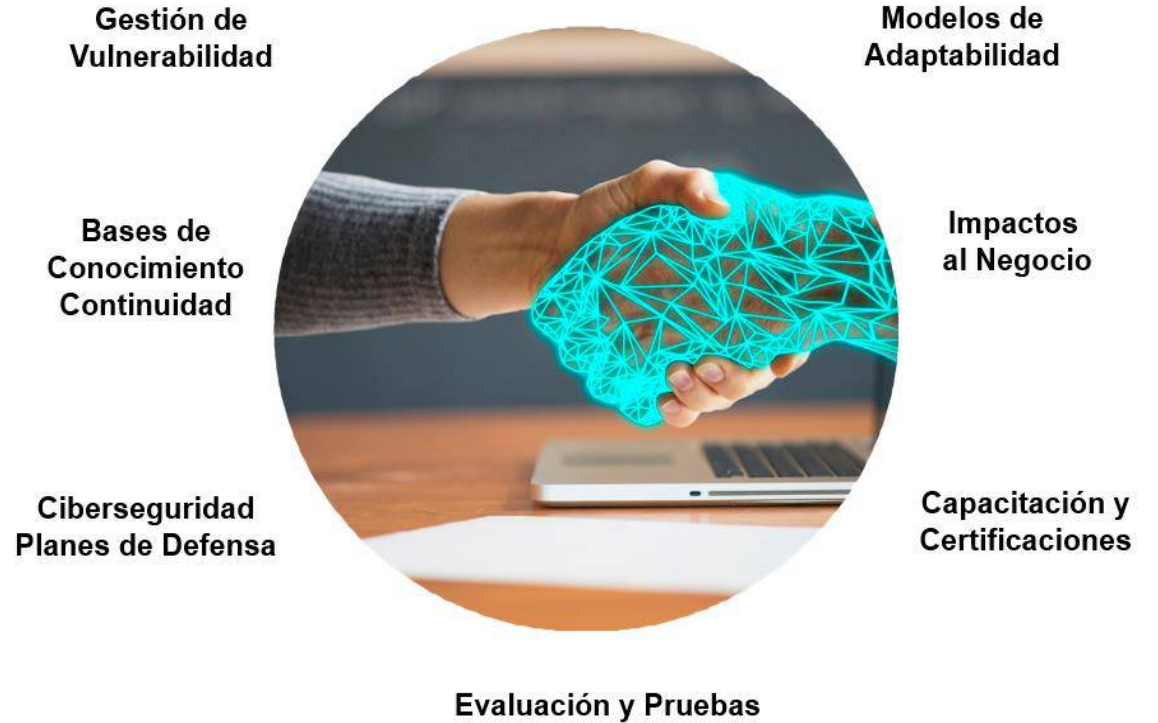 Gestión de
Vulnerabilidad
Modelos de
Adaptabilidad
Bases de
Conocimiento
Continuidad
Impactos
al Negocio
Ciberseguridad
Planes de Defensa
Capacitación y
Certificaciones
Evaluación y Pruebas